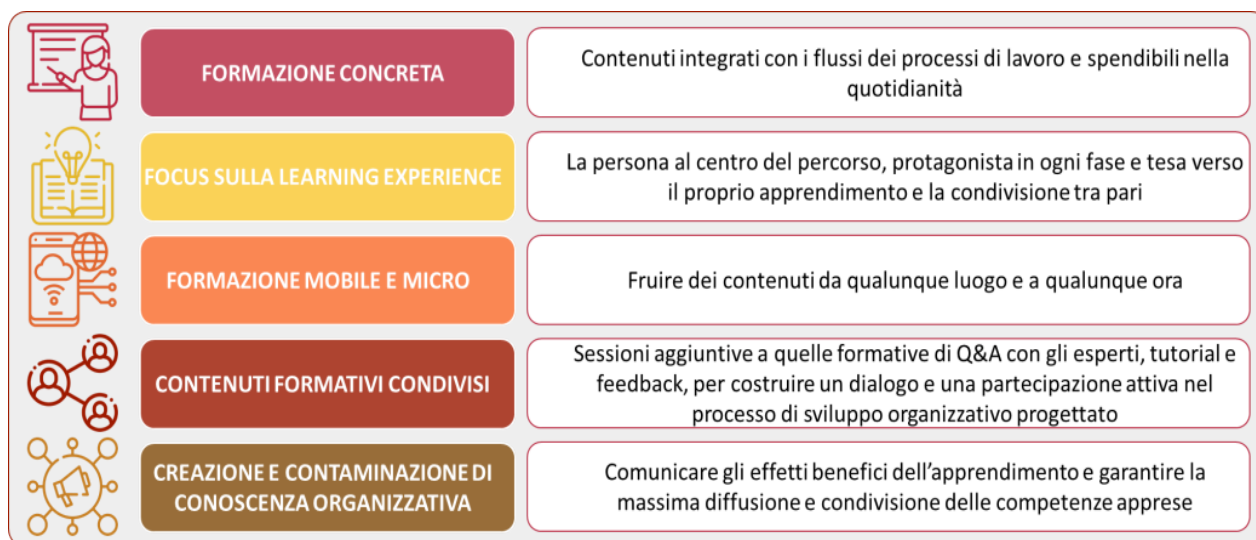 FORMAZIONE CONCRETA
Contenuti integrati con i flussi dei processi di lavoro e spendibili nella
quotidianità
FOCUS SULLA LEARNING EXPERIENCE
La persona al centro del percorso, protagonista in ogni fase e tesa verso
il proprio apprendimento e la condivisione tra pari
FORMAZIONE MOBILE E MICRO
Fruire dei contenuti da qualunque luogo e a qualunque ora
CONTENUTI FORMATIVI CONDIVISI
Sessioni aggiuntive a quelle formative di Q&A con gli esperti, tutorial e
feedback, per costruire un dialogo e una partecipazione attiva nel
processo di sviluppo organizzativo progettato
CREAZIONE E CONTAMINAZIONE DI
CONOSCENZA ORGANIZZATIVA
Comunicare gli effetti benefici dell’apprendimento e garantire la
massima diffusione e condivisione delle competenze apprese